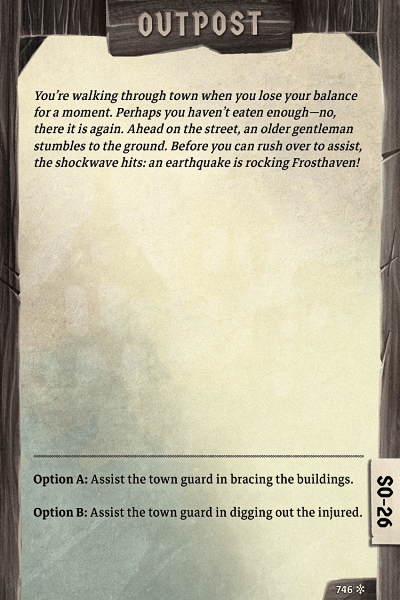 OUTPOST
You're walking through town when you lose your balance
for a moment. Perhaps you haven't eaten enough—no,
there it is again. Ahead on the street, an older gentleman
stumbles to the ground. Before you can rush over to assist,
the shockwave hits: an earthquake is rocking Frosthaven!
Option A: Assist the town guard in bracing the buildings.
Option B: Assist the town guard in digging out the injured.
SO-26
746